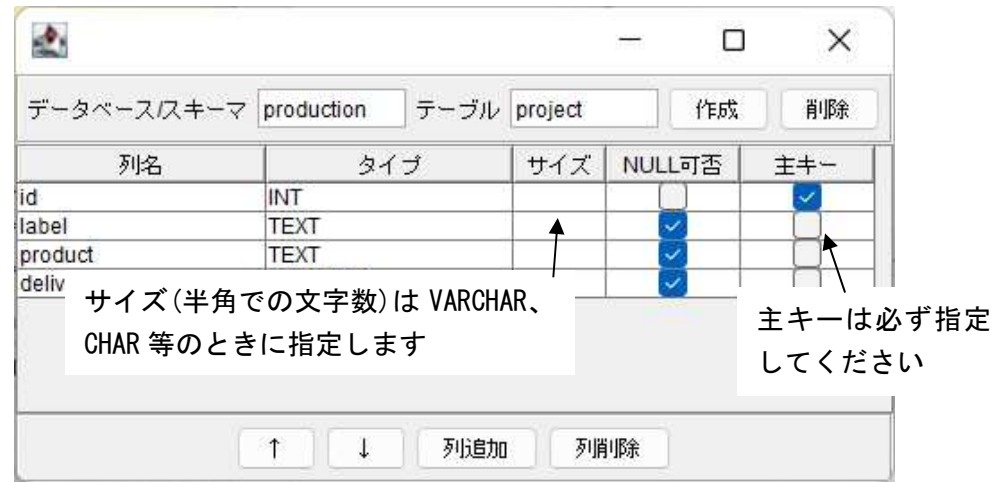 データベース/スキーマ production テーブル project 作成 削除
列名 タイプ サイズ NULL可否 主キー
id INT
label TEXT
product TEXT
deliv
サイズ(半角での文字数)は VARCHAR、
CHAR 等のときに指定します
主キーは必ず指定
してください
↑ ↓ 列追加 列削除